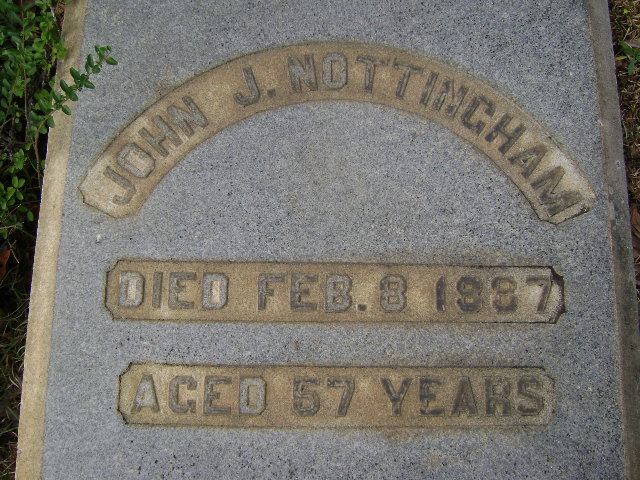 JOHN J. NOTTINGHAM
DIED FEB. 8 1887
AGED 57 YEARS